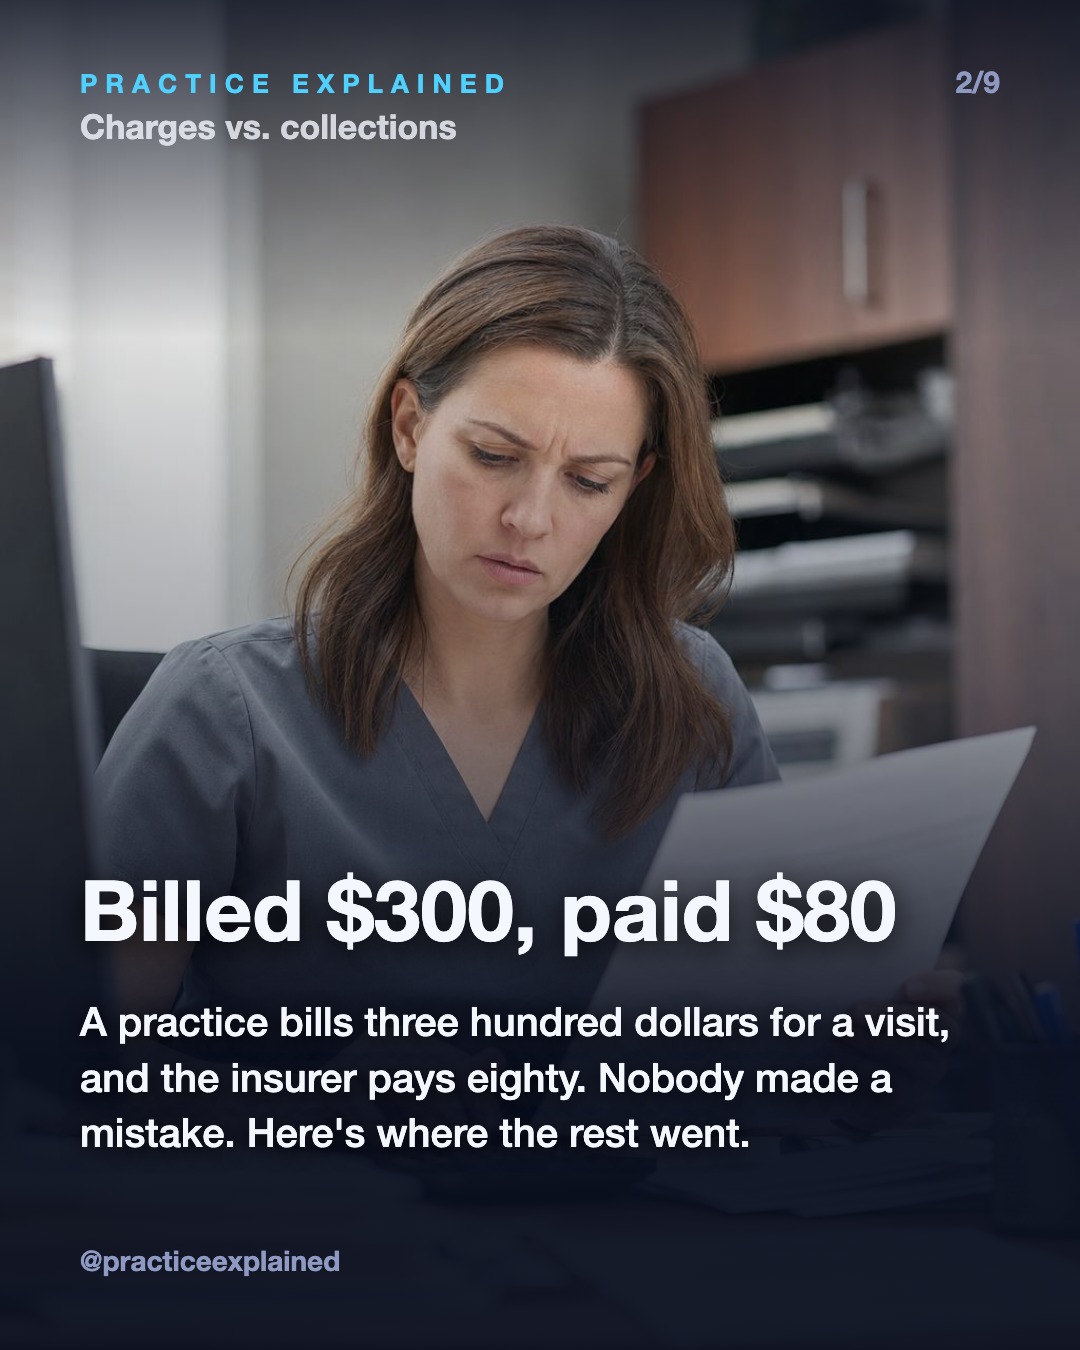 PRACTICE EXPLAINED
2/9
Charges vs. collections
Billed $300, paid $80
A practice bills three hundred dollars for a visit,
and the insurer pays eighty. Nobody made a
mistake. Here's where the rest went.
@practiceexplained